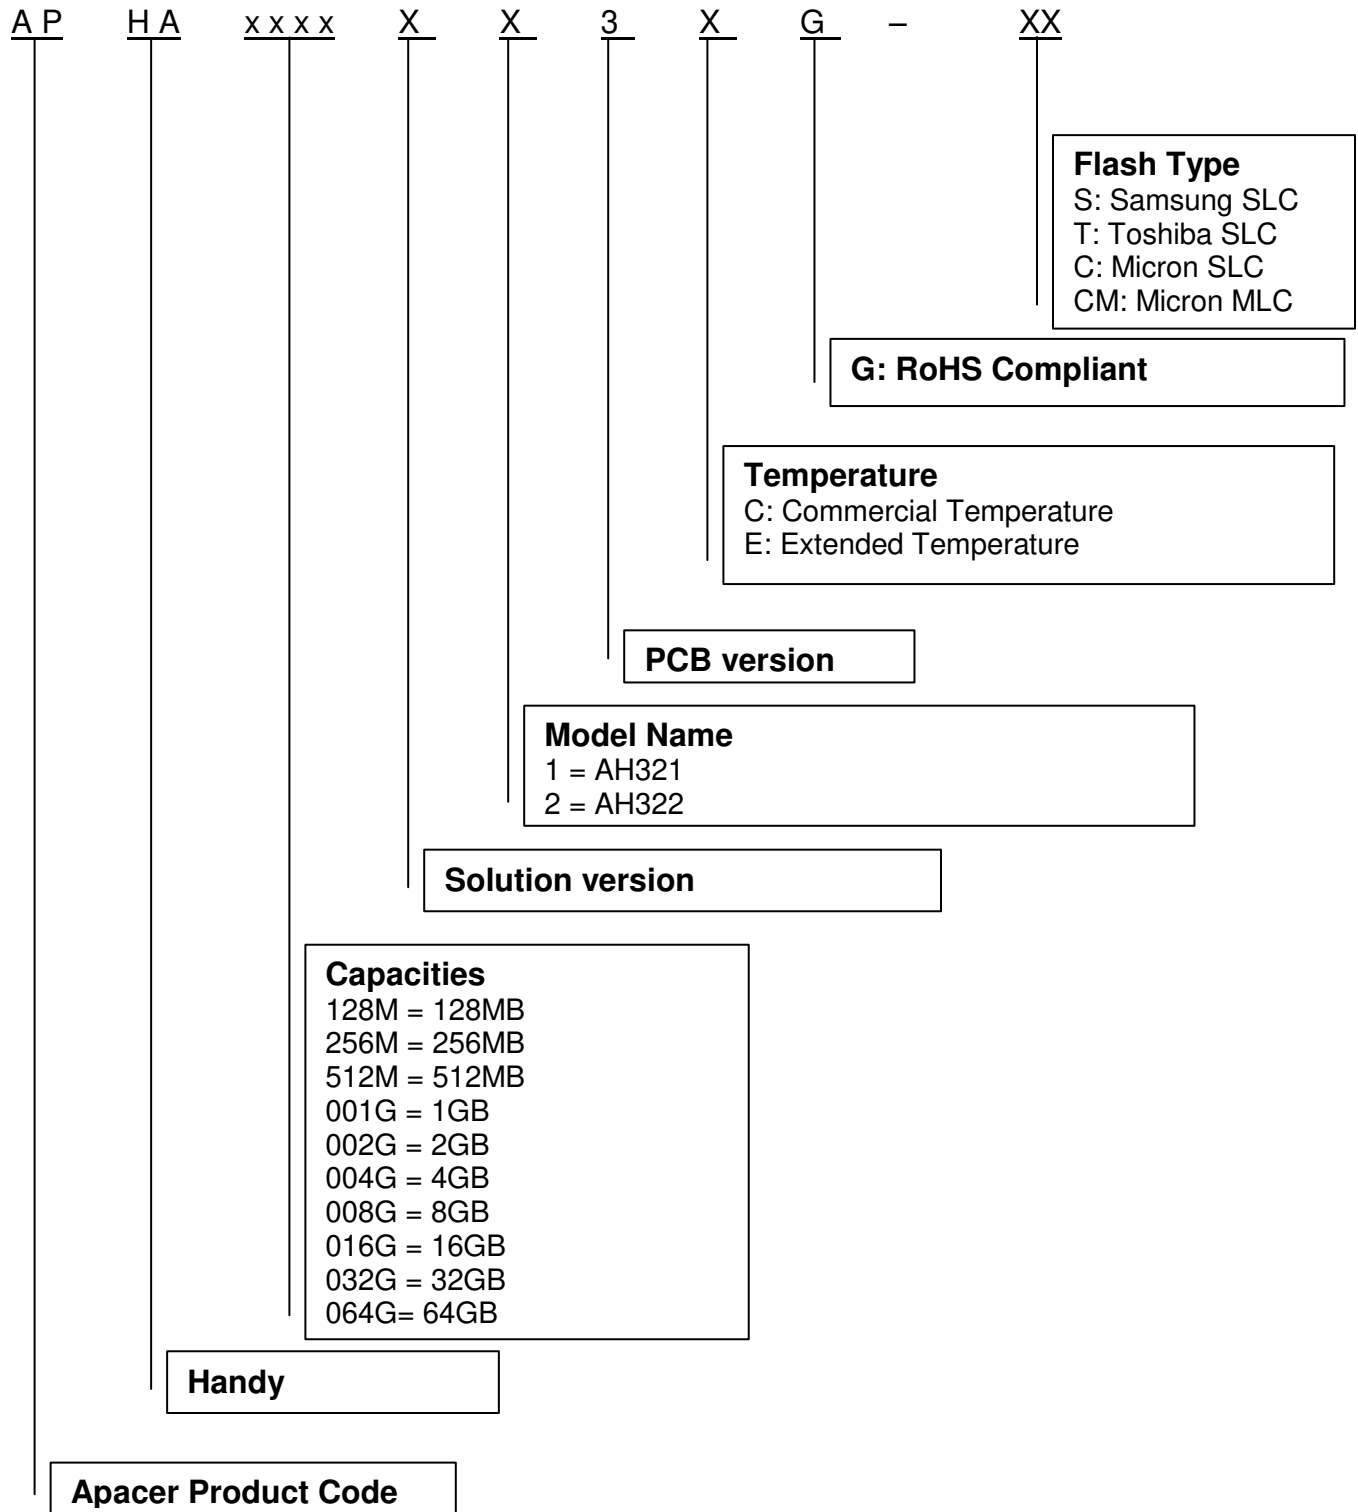 A P H A x x x x X X 3 X G – XX
Flash Type
S: Samsung SLC
T: Toshiba SLC
C: Micron SLC
CM: Micron MLC
G: RoHS Compliant
Temperature
C: Commercial Temperature
E: Extended Temperature
PCB version
Model Name
1 = AH321
2 = AH322
Solution version
Capacities
128M = 128MB
256M = 256MB
512M = 512MB
001G = 1GB
002G = 2GB
004G = 4GB
008G = 8GB
016G = 16GB
032G = 32GB
064G= 64GB
Handy
Apacer Product Code